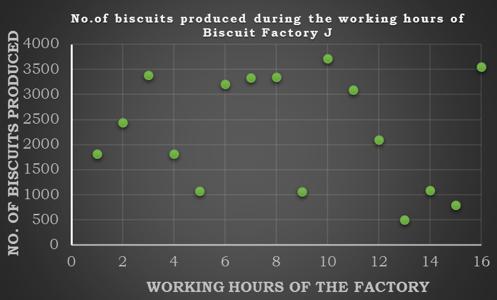 No.of biscuits produced during the working hours of
Biscuit Factory J
NO. OF BISCUITS PRODUCED
4000
3500
3000
2500
2000
1500
1000
500
0
0 2 4 6 8 10 12 14 16
WORKING HOURS OF THE FACTORY